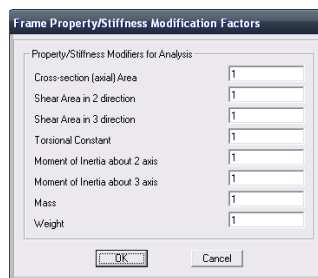 Frame Property/Stiffness Modification Factors
Property/Stiffness Modifiers for Analysis
Cross-section (axial) Area 1
Shear Area in 2 direction 1
Shear Area in 3 direction 1
Torsional Constant 1
Moment of Inertia about 2 axis 1
Moment of Inertia about 3 axis 1
Mass 1
Weight 1
OK Cancel